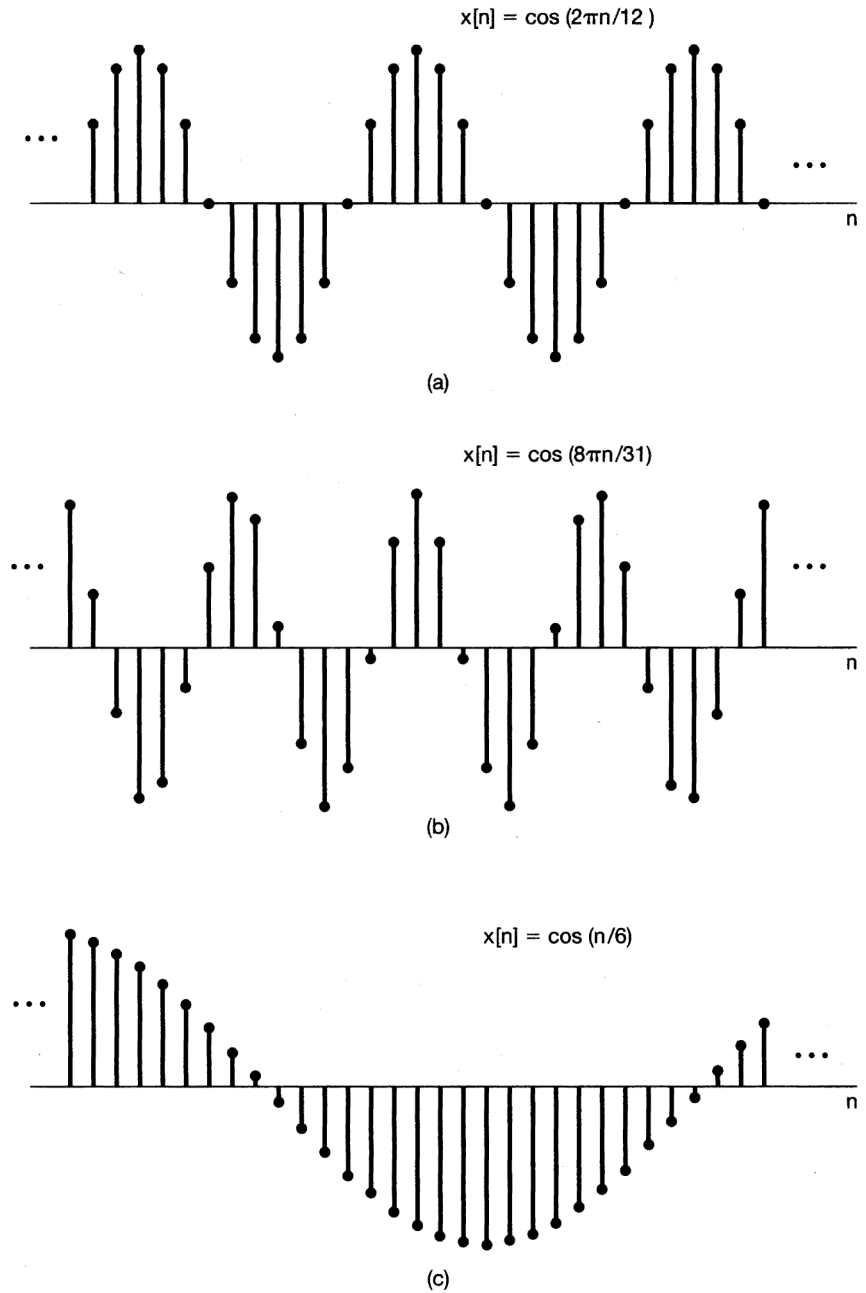 x[n] = cos (2πn/12 )
• • •
• • •
n
(a)
x[n] = cos (8πn/31)
• • •
• • •
n
(b)
x[n] = cos (n/6)
• • •
• • •
n
(c)